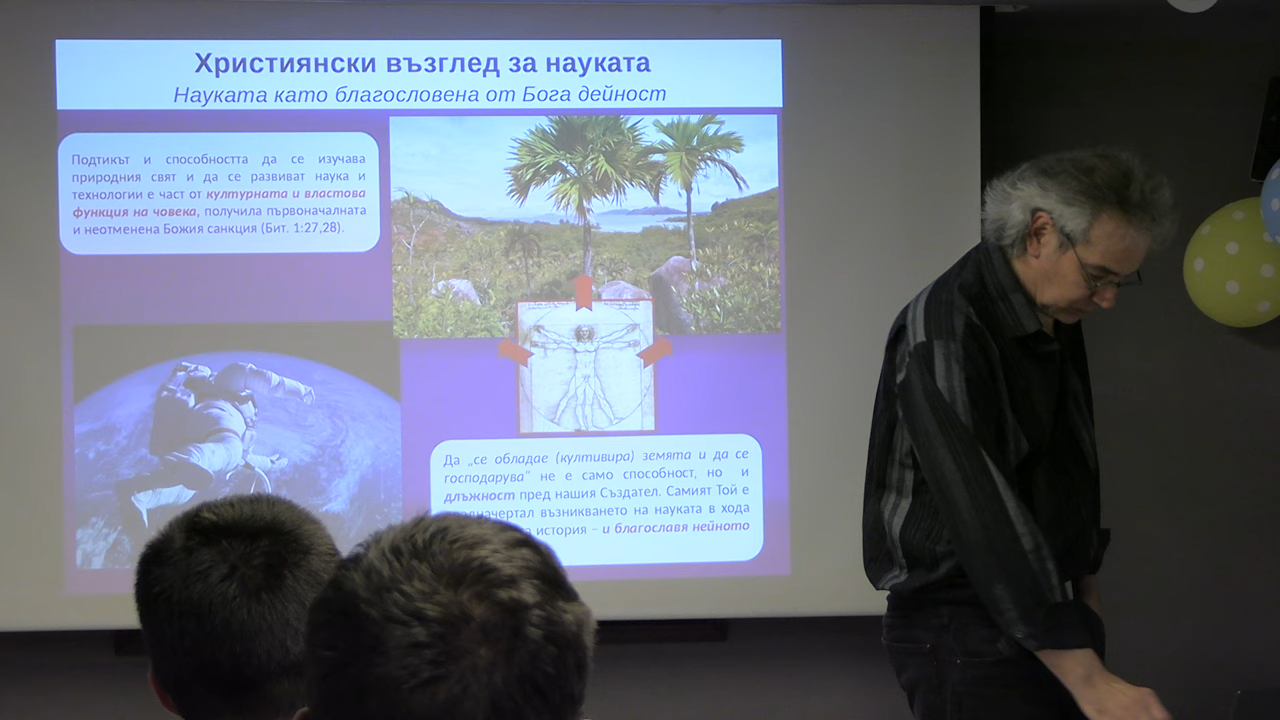 Християнски възглед за науката
Науката като благословена от Бога дейност
Подтикът и способността да се изучава
природния свят и да се развиват наука и
технологии е част от културната и властова
функция на човека, получила първоначалната
и неотменена Божия санкция (Бит. 1:27,28).
Да „се обладае (култивира) земята и да се
господарува" не е само способност, но и
длъжност пред нашия Създател. Самият Той е
възникването на науката в хода
история – и благославя нейното